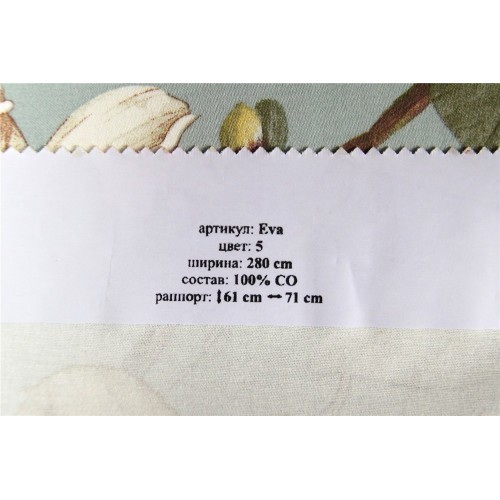 артикул: Eva
цвет: 5
ширина: 280 cm
состав: 100% CO
раппорт: ↕61 cm ↔ 71 cm